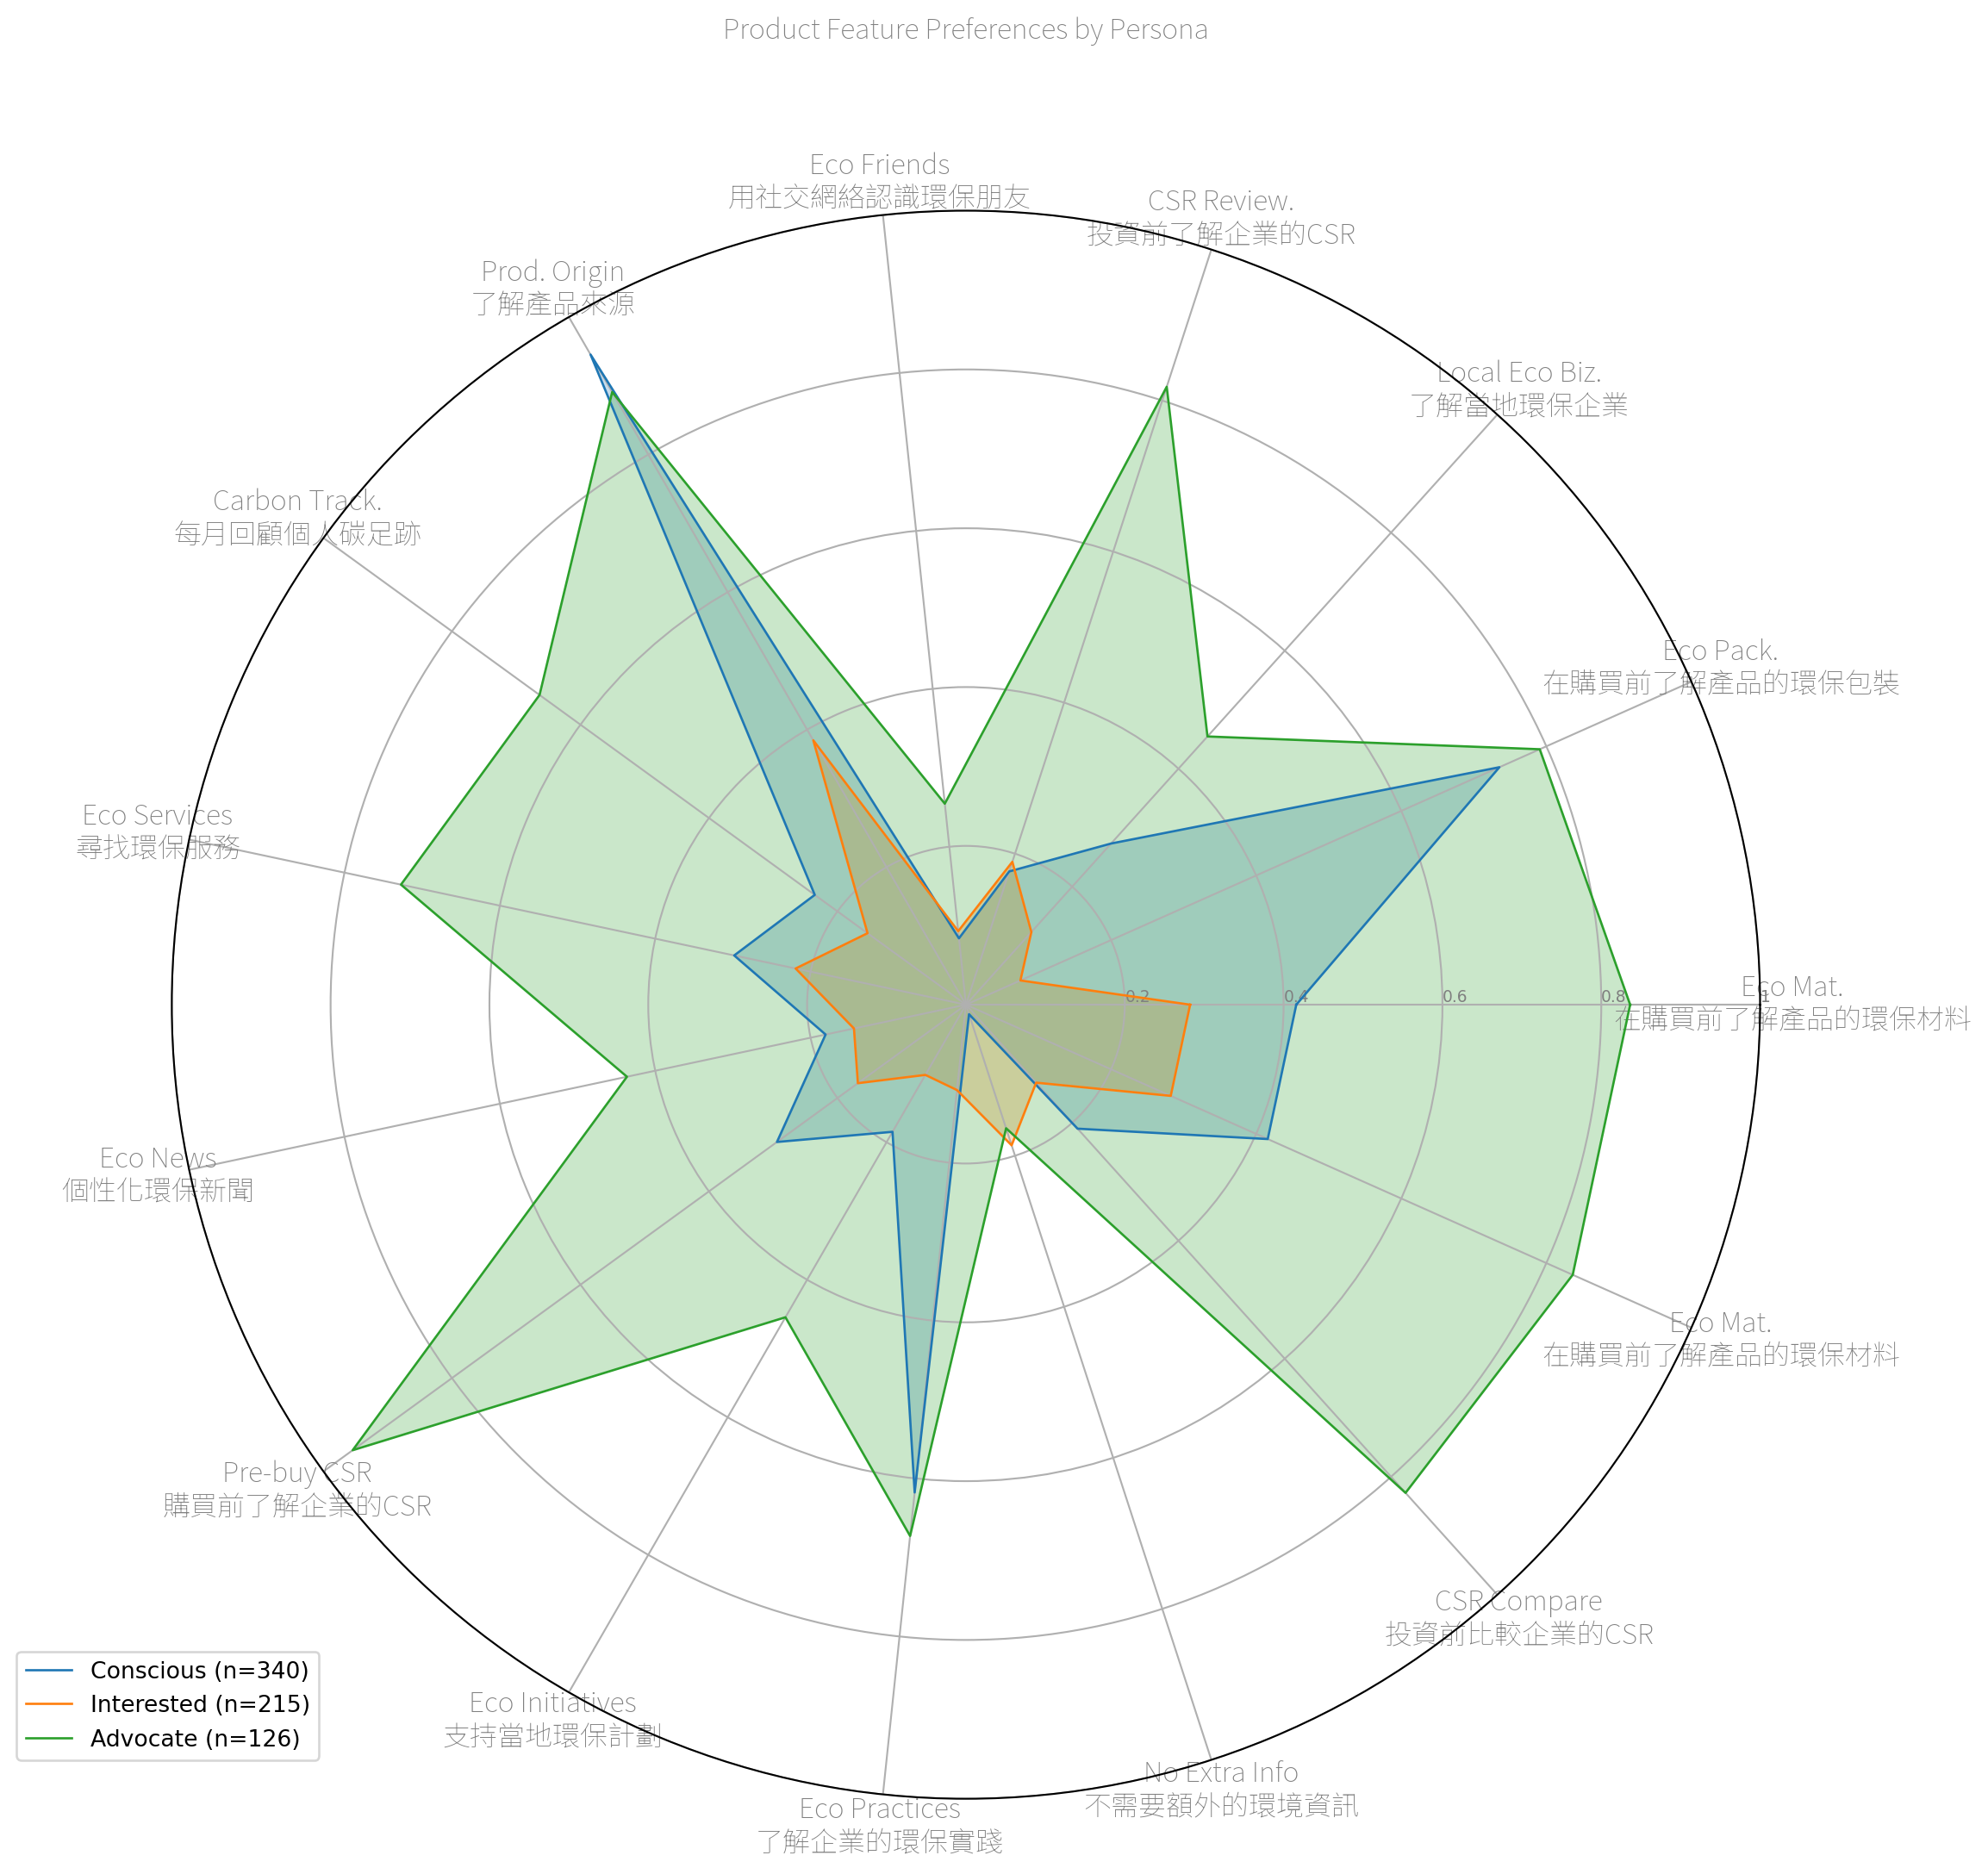 Product Feature Preferences by Persona
Eco Friends
用社交網絡認識環保朋友
CSR Review.
投資前了解企業的CSR
Prod. Origin
了解產品來源
Local Eco Biz.
了解當地環保企業
Carbon Track.
每月回顧個人碳足跡
Eco Pack.
在購買前了解產品的環保包裝
Eco Services
尋找環保服務
0.2
0.4
0.6
0.8
1
Eco Mat.
在購買前了解產品的環保材料
Eco News
個性化環保新聞
Eco Mat.
在購買前了解產品的環保材料
Pre-buy CSR
購買前了解企業的CSR
CSR Compare
投資前比較企業的CSR
Eco Initiatives
支持當地環保計劃
No Extra Info
不需要額外的環境資訊
Eco Practices
了解企業的環保實踐
Conscious (n=340)
Interested (n=215)
Advocate (n=126)